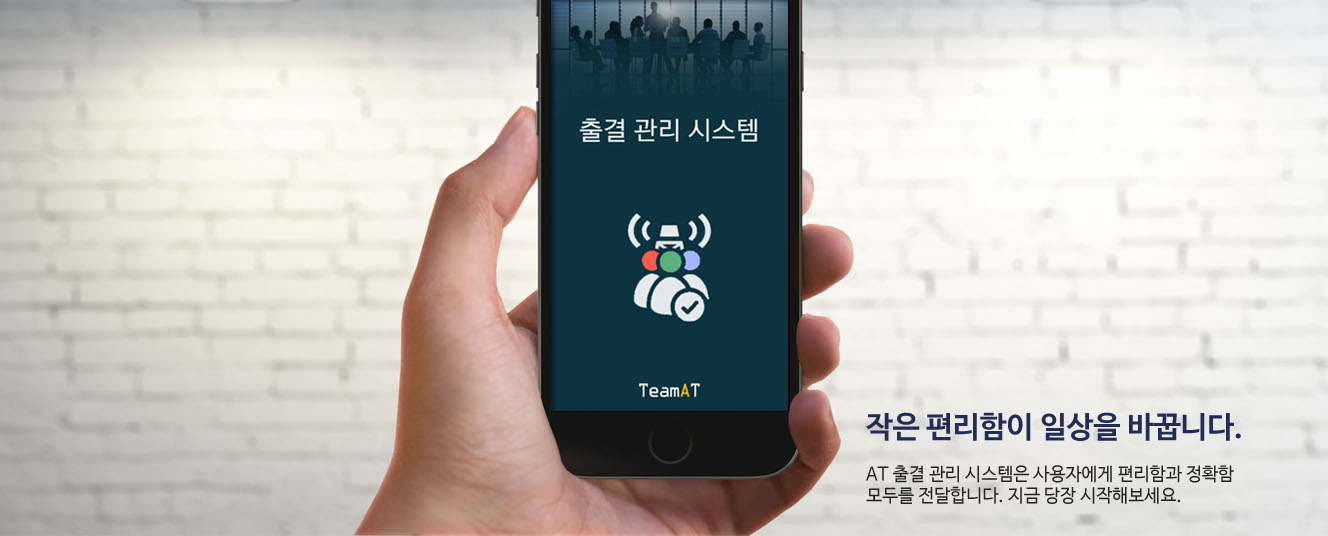 출결 관리 시스템
TeamAT
작은 편리함이 일상을 바꿉니다.
AT 출결 관리 시스템은 사용자에게 편리함과 정확함
모두를 전달합니다. 지금 당장 시작해보세요.